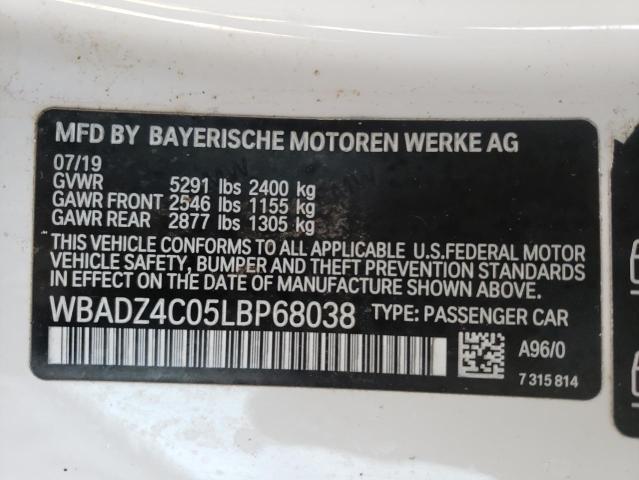 MFD BY BAYERISCHE MOTOREN WERKE AG
07/19
GVWR 5291 lbs 2400 kg
GAWR FRONT 2546 lbs 1155 kg
GAWR REAR 2877 lbs 1305 kg
THIS VEHICLE CONFORMS TO ALL APPLICABLE U.S.FEDERAL MOTOR
VEHICLE SAFETY, BUMPER AND THEFT PREVENTION STANDARDS
IN EFFECT ON THE DATE OF MANUFACTURE SHOWN ABOVE.
WBADZ4C05LBP68038 TYPE: PASSENGER CAR
A96/0
7 315 814